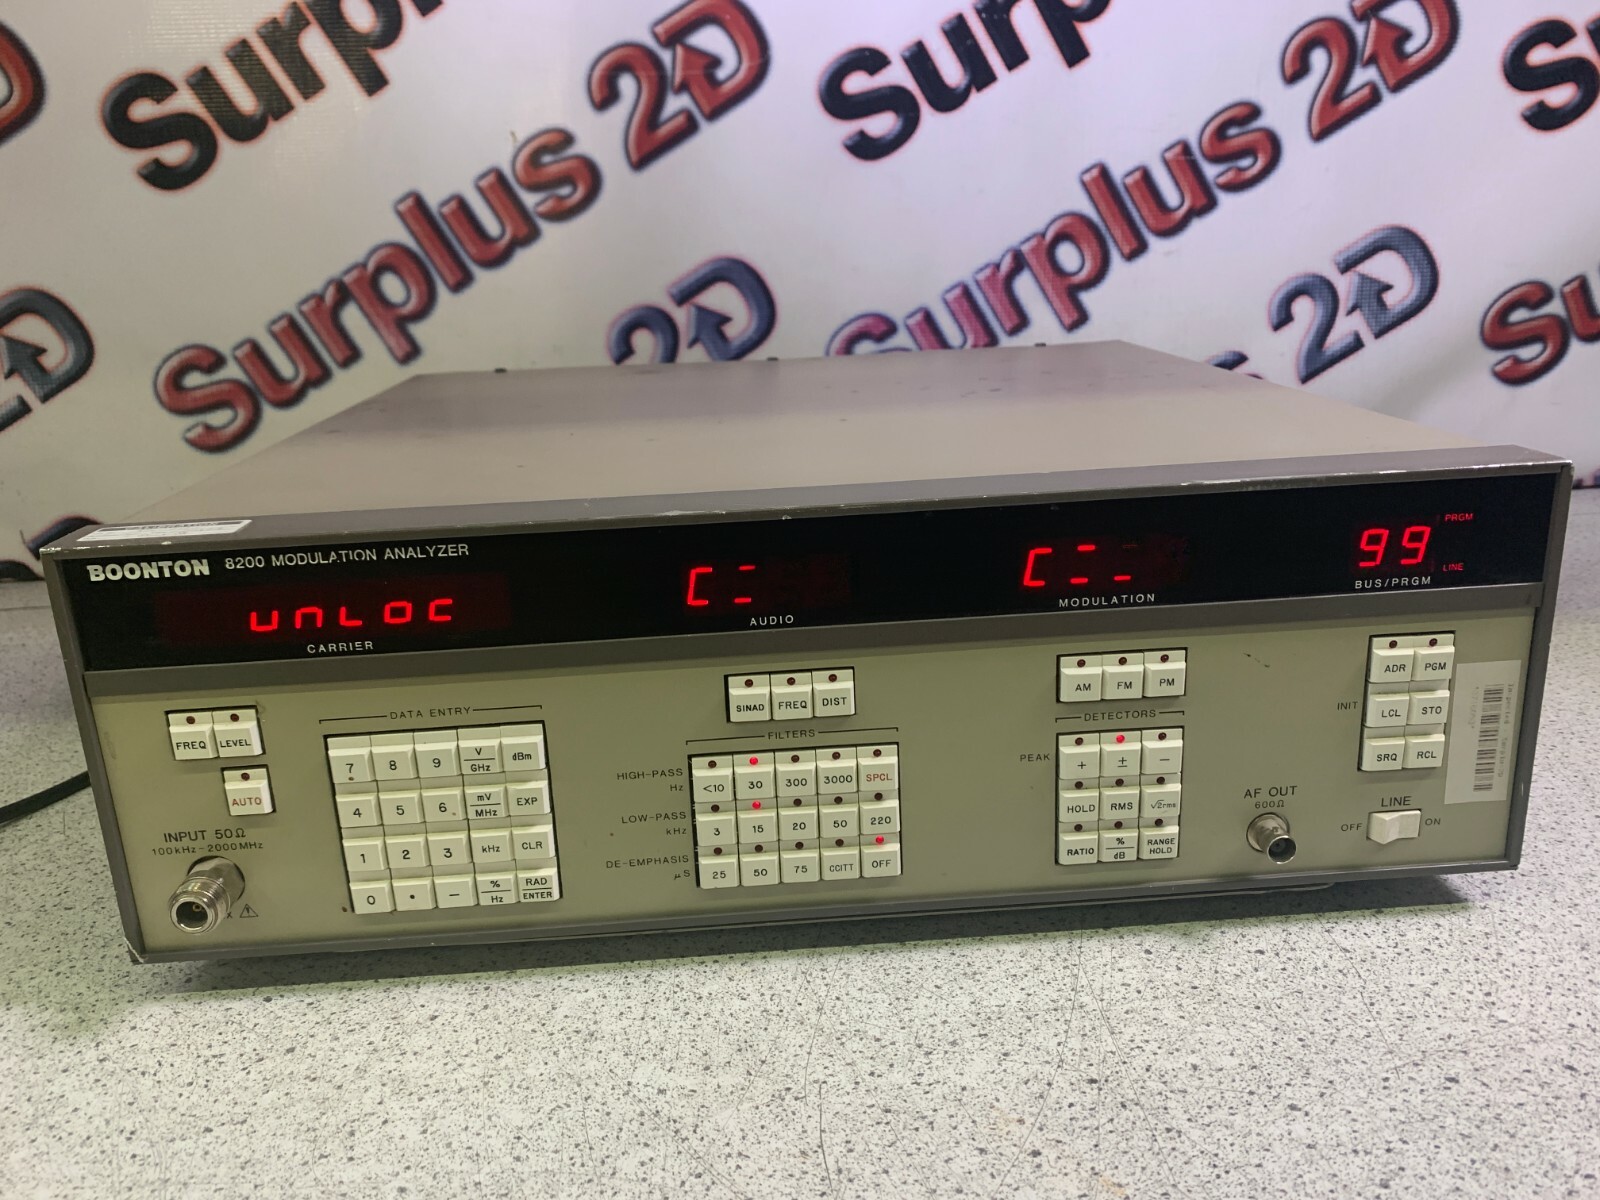 Surplus 2D
Surplus 2D
Surplus 2D
Surplus 2D
BOONTON 8200 MODULATION ANALYZER
unLoc
CARRIER
AUDIO
MODULATION
99
PRGM
LINE
BUS/PRGM
FREQ LEVEL
AUTO
INPUT 50Ω
100kHz-2000MHz
DATA ENTRY
7 8 9 V/GHz dBm
4 5 6 mV/MHz EXP
1 2 3 kHz CLR
0 . - %/Hz RAD/ENTER
SINAD FREQ DIST
FILTERS
HIGH-PASS Hz <10 30 300 3000 SPCL
LOW-PASS kHz 3 15 20 50 220
DE-EMPHASIS μS 25 50 75 CCITT OFF
AM FM PM
DETECTORS
PEAK + ± -
HOLD RMS √2rms
RATIO %/dB RANGE HOLD
AF OUT
600Ω
ADR PGM
INIT LCL STO
SRQ RCL
LINE
OFF ON